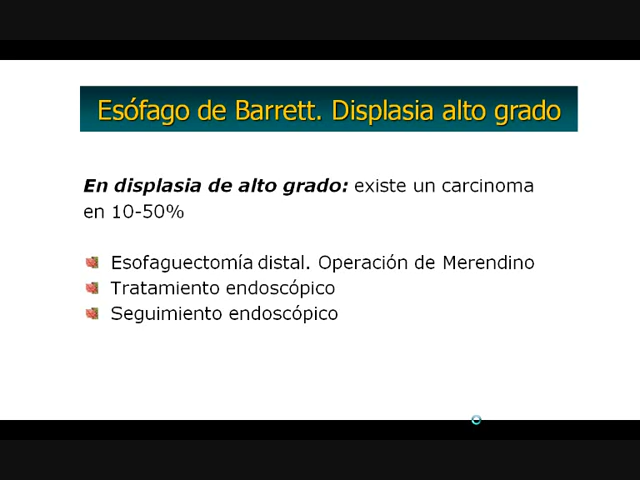 Esófago de Barrett. Displasia alto grado
En displasia de alto grado: existe un carcinoma
en 10-50%
Esofaguectomía distal. Operación de Merendino
Tratamiento endoscópico
Seguimiento endoscópico